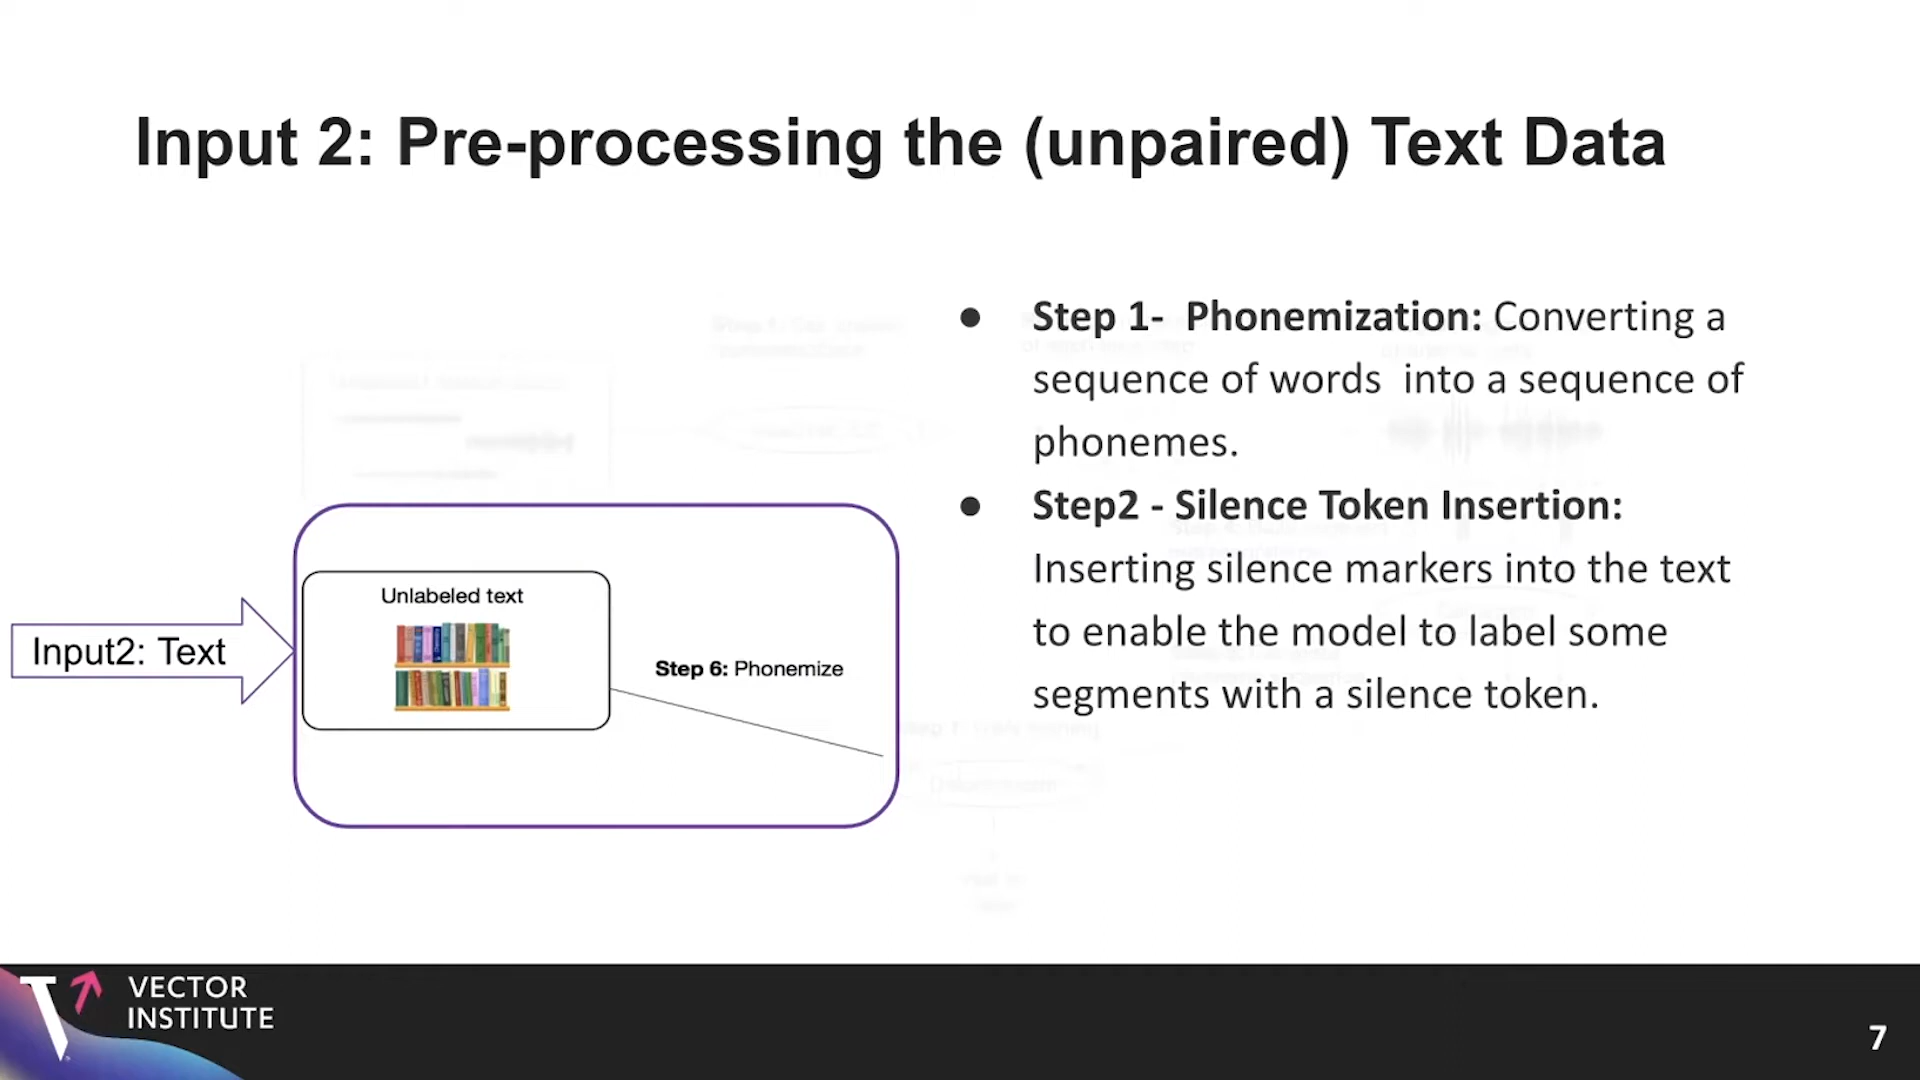 Input 2: Pre-processing the (unpaired) Text Data
Input2: Text
Unlabeled text
Step 6: Phonemize
● Step 1- Phonemization: Converting a
sequence of words into a sequence of
phonemes.
● Step2 - Silence Token Insertion:
Inserting silence markers into the text
to enable the model to label some
segments with a silence token.
VECTOR
INSTITUTE
7